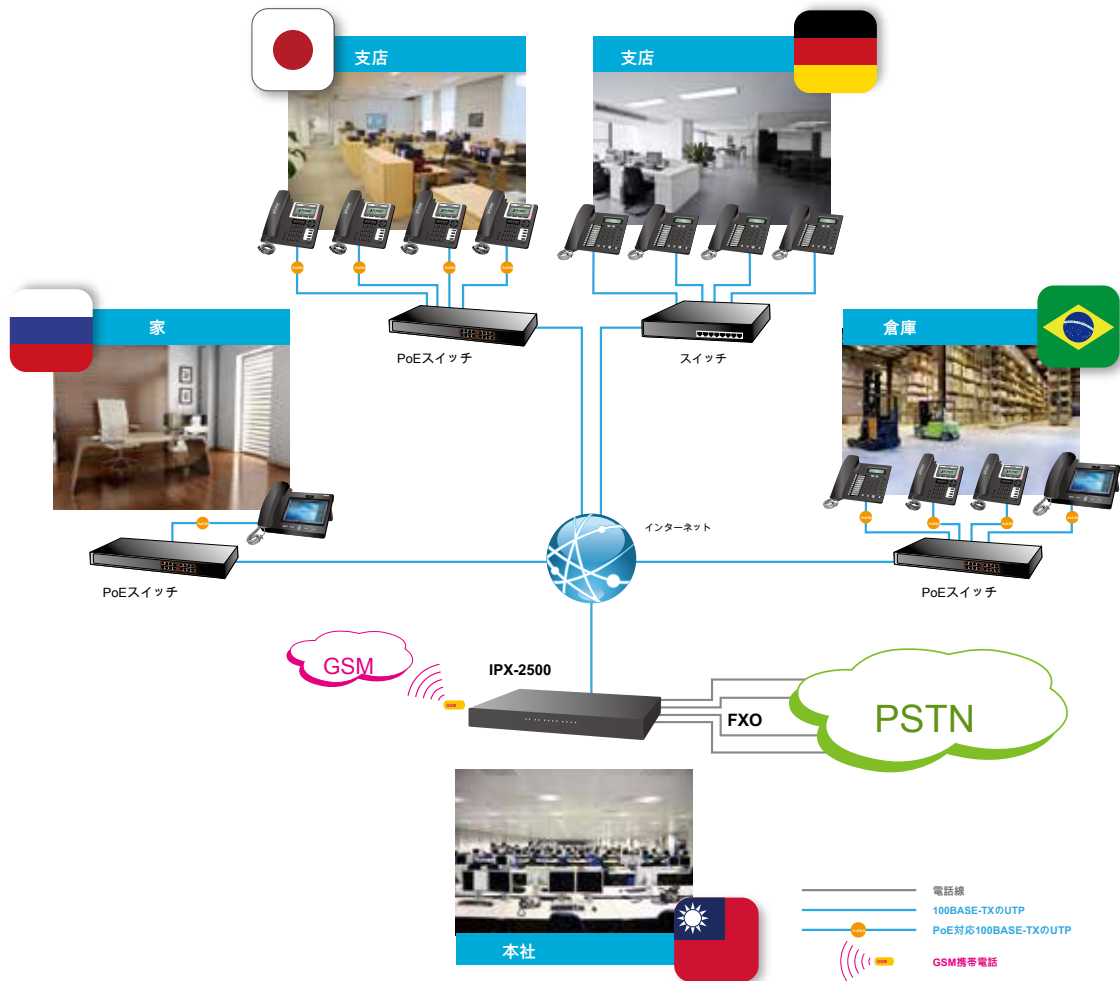 支店
支店
PoEスイッチ
スイッチ
家
倉庫
インターネット
PoEスイッチ
PoEスイッチ
GSM
IPX-2500
GSM
FXO
PSTN
本社
電話線
100BASE-TXのUTP
PoE対応100BASE-TXのUTP
GSM
GSM携帯電話